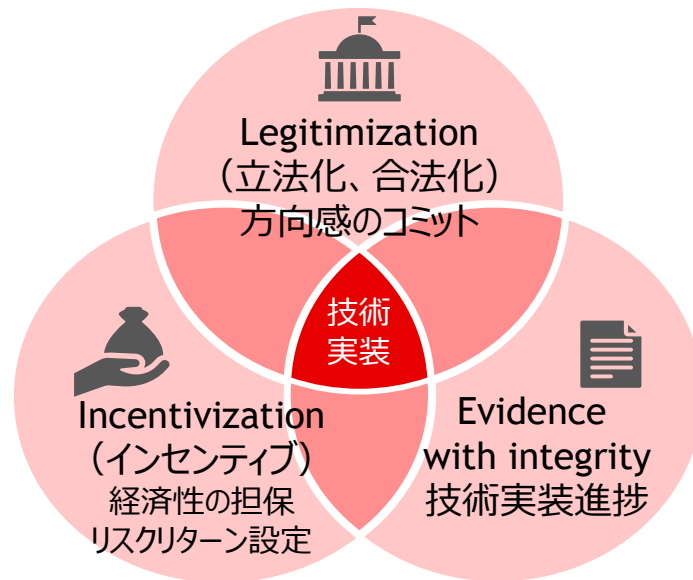 Legitimization
（立法化、合法化）
方向感のコミット
技術
実装
Incentivization
（インセンティブ）
経済性の担保
リスクリターン設定
Evidence
with integrity
技術実装進捗